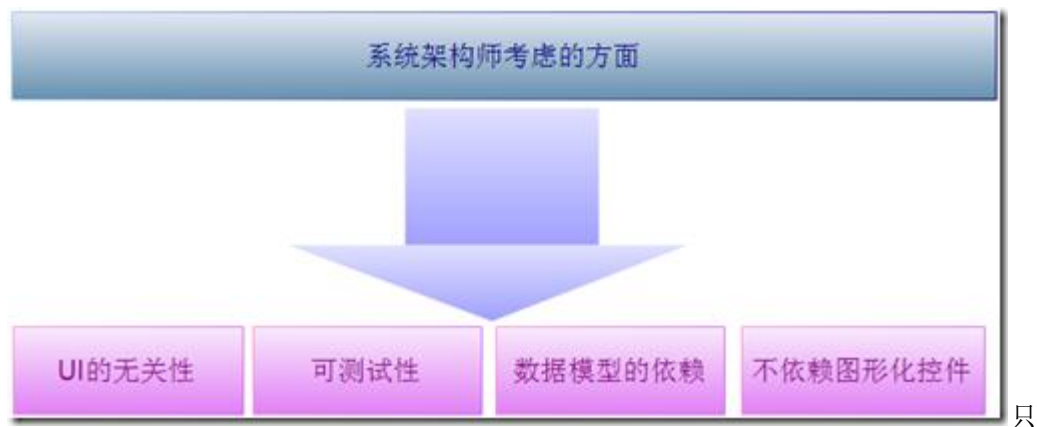 系统架构师考虑的方面
UI的无关性
可测试性
数据模型的依赖
不依赖图形化控件
只